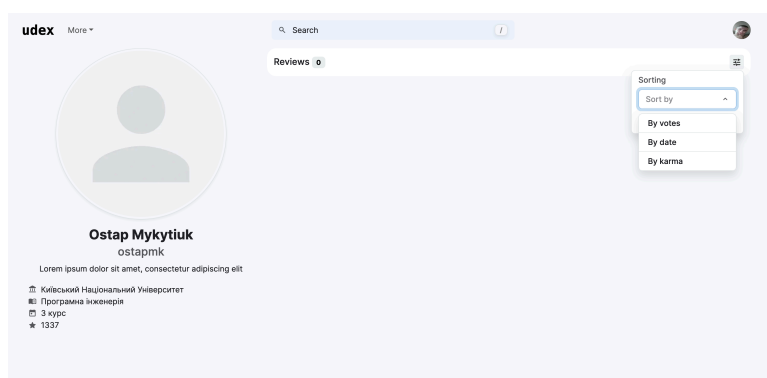 udex
More
Search
/
Reviews 0
Sorting
Sort by
By votes
By date
By karma
Ostap Mykytiuk
ostapmk
Lorem ipsum dolor sit amet, consectetur adipiscing elit
Київський Національний Університет
Програмна інженерія
3 курс
1337